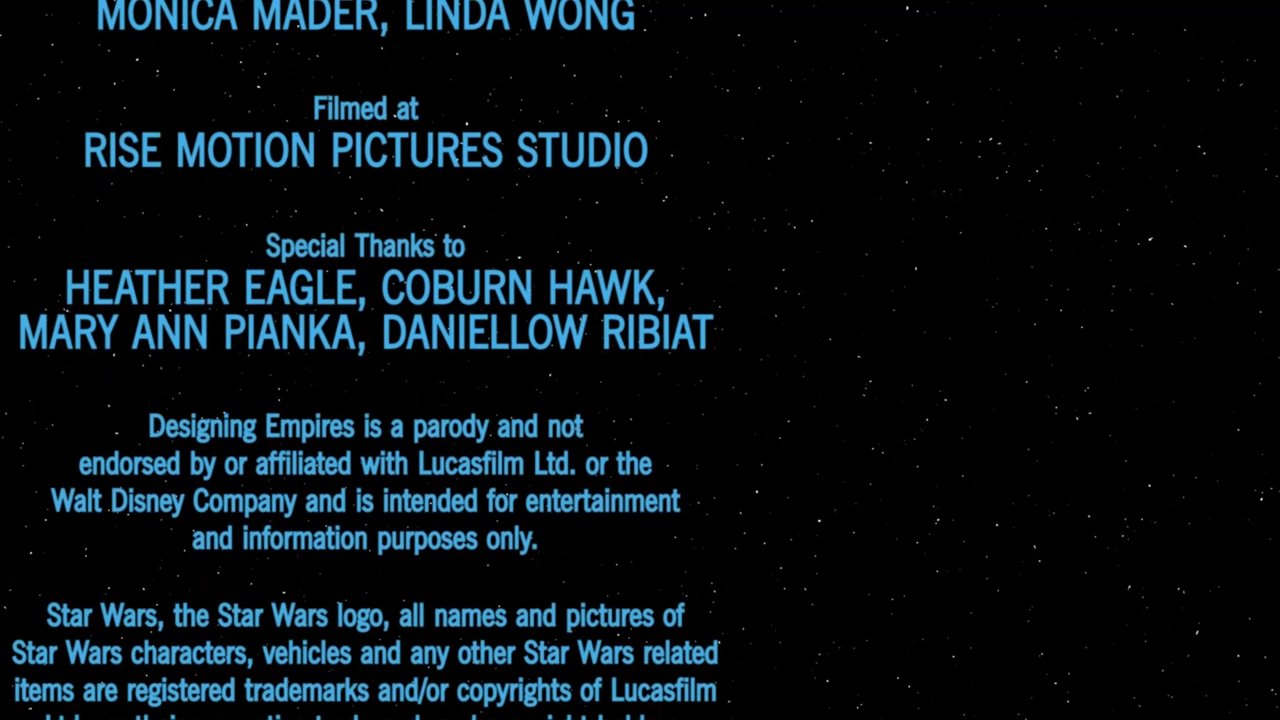 MONICA MADER, LINDA WONG
Filmed at
RISE MOTION PICTURES STUDIO
Special Thanks to
HEATHER EAGLE, COBURN HAWK,
MARY ANN PIANKA, DANIELLOW RIBIAT
Designing Empires is a parody and not
endorsed by or affiliated with Lucasfilm Ltd. or the
Walt Disney Company and is intended for entertainment
and information purposes only.
Star Wars, the Star Wars logo, all names and pictures of
Star Wars characters, vehicles and any other Star Wars related
items are registered trademarks and/or copyrights of Lucasfilm